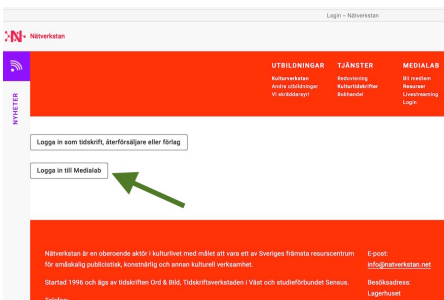 Login – Nätverkstan
Nätverkstan
UTBILDNINGAR TJÄNSTER MEDIALAB
Kulturverkstan Redovisning Bli medlem
Andra utbildningar Kulturtidskrifter Resurser
Vi skräddarsyr! Bokhandel Livestreaming
Login
NYHETER
Logga in som tidskrift, återförsäljare eller förlag
Logga in till Medialab
Nätverkstan är en oberoende aktör i kulturlivet med målet att vara ett av Sveriges främsta resurscentrum E-post:
för småskalig publicistisk, konstnärlig och annan kulturell verksamhet. info@natverkstan.net
Startad 1996 och ägs av tidskriften Ord & Bild, Tidskriftsverkstaden i Väst och studieförbundet Sensus. Besöksadress:
Lagerhuset
Telefon: